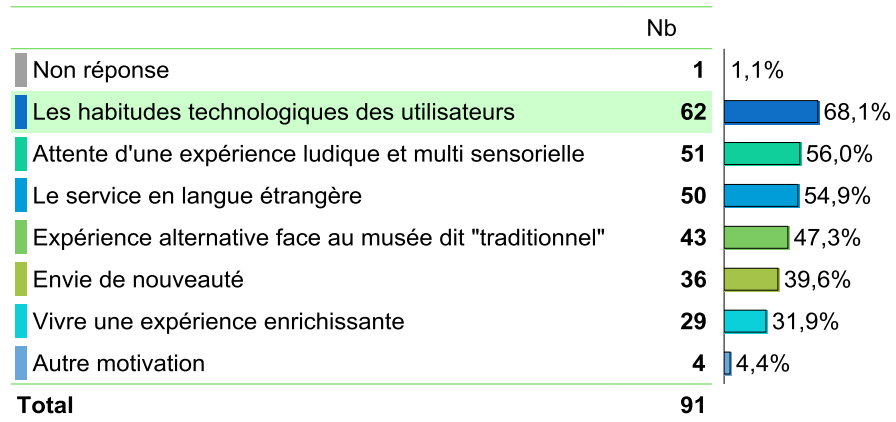 Nb
Non réponse 1 1,1%
Les habitudes technologiques des utilisateurs 62 68,1%
Attente d'une expérience ludique et multi sensorielle 51 56,0%
Le service en langue étrangère 50 54,9%
Expérience alternative face au musée dit "traditionnel" 43 47,3%
Envie de nouveauté 36 39,6%
Vivre une expérience enrichissante 29 31,9%
Autre motivation 4 4,4%
Total 91